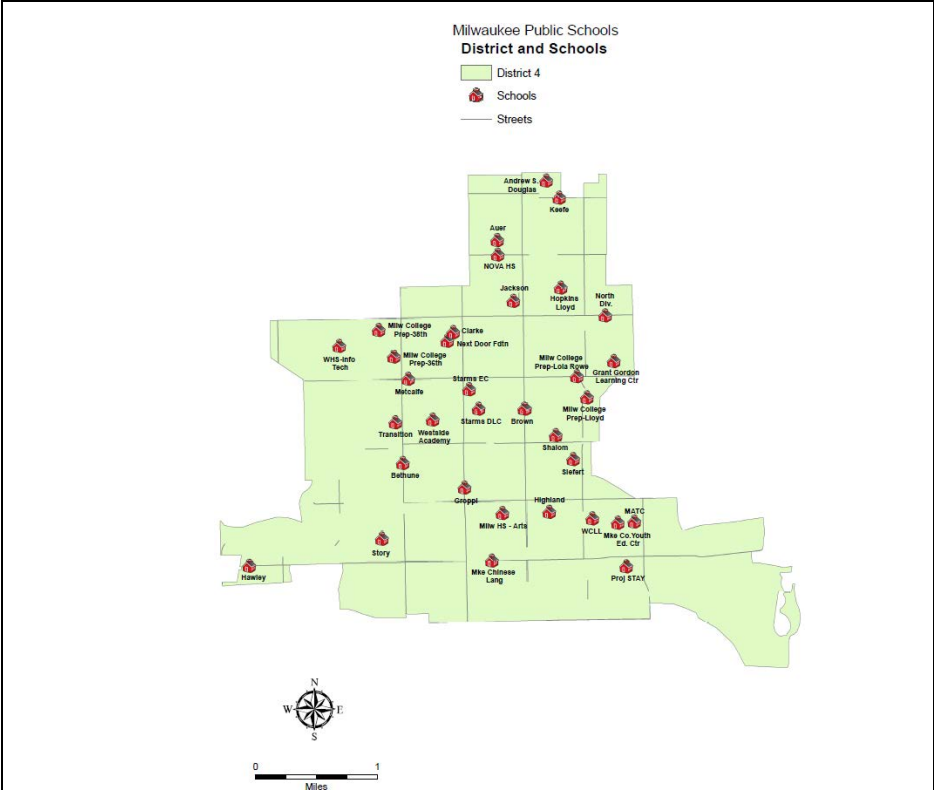 Milwaukee Public Schools
District and Schools
District 4
Schools
Streets
Andrew S.
Douglas
Keefe
Auer
NOVA HS
Jackson
Hopkins
Lloyd
North
Div.
Milw College
Prep-38th
Clarke
Next Door Fdtn
WHS-Info
Tech
Milw College
Prep-36th
Milw College
Prep-Lola Rowe
Grant Gordon
Learning Ctr
Metcalfe
Starms EC
Milw College
Prep-Lloyd
Transition
Westside
Academy
Starms DLC
Brown
Shalom
Siefert
Bethune
Groppi
Highland
Milw HS - Arts
WCLL
MATC
Mke Co.Youth
Ed. Ctr
Story
Hawley
Mke Chinese
Lang
Proj STAY
N
W
E
S
0
1
Miles